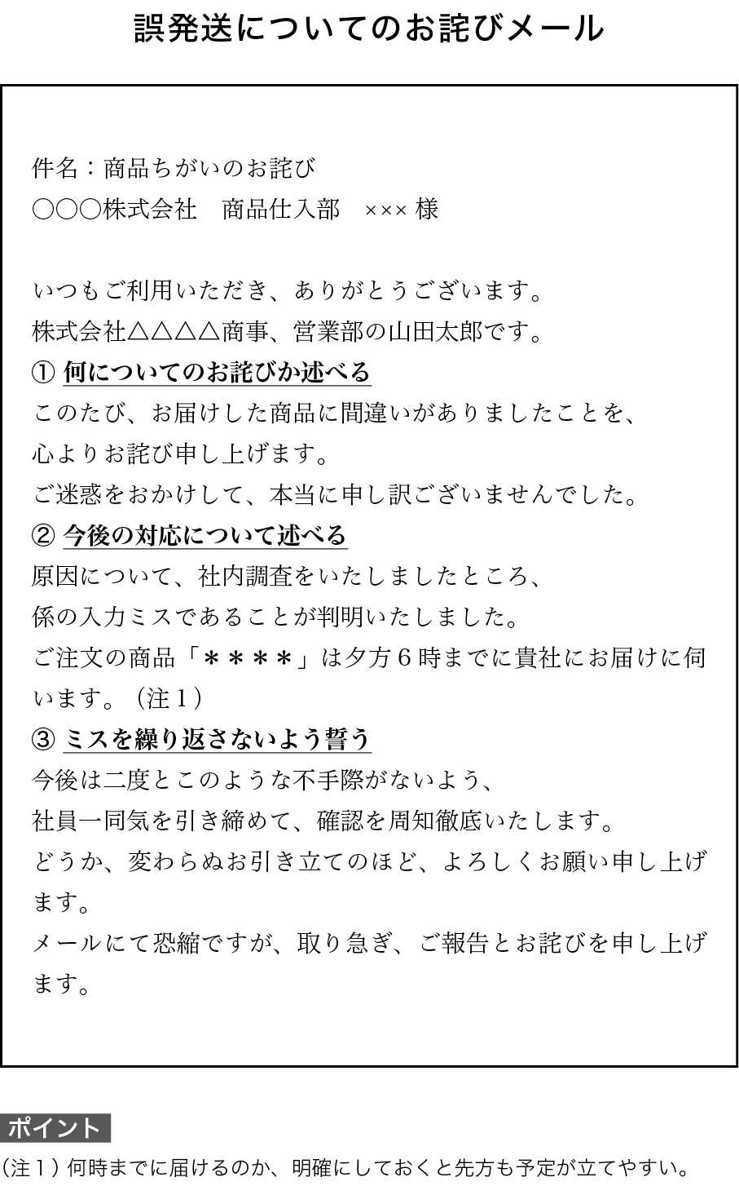 誤発送についてのお詫びメール
件名：商品ちがいのお詫び
○○○株式会社　商品仕入部　×××様
いつもご利用いただき、ありがとうございます。
株式会社△△△△商事、営業部の山田太郎です。
① 何についてのお詫びか述べる
このたび、お届けした商品に間違いがありましたことを、
心よりお詫び申し上げます。
ご迷惑をおかけして、本当に申し訳ございませんでした。
② 今後の対応について述べる
原因について、社内調査をいたしましたところ、
係の入力ミスであることが判明いたしました。
ご注文の商品「＊＊＊＊」は夕方６時までに貴社にお届けに伺
います。（注１）
③ ミスを繰り返さないよう誓う
今後は二度とこのような不手際がないよう、
社員一同気を引き締めて、確認を周知徹底いたします。
どうか、変わらぬお引き立てのほど、よろしくお願い申し上げ
ます。
メールにて恐縮ですが、取り急ぎ、ご報告とお詫びを申し上げ
ます。
ポイント
（注１）何時までに届けるのか、明確にしておくと先方も予定が立てやすい。